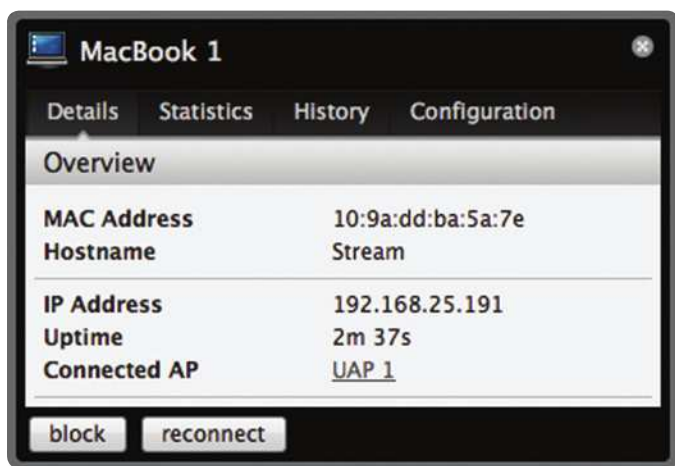 MacBook 1
Details Statistics History Configuration
Overview
MAC Address 10:9a:dd:ba:5a:7e
Hostname Stream
IP Address 192.168.25.191
Uptime 2m 37s
Connected AP UAP 1
block reconnect